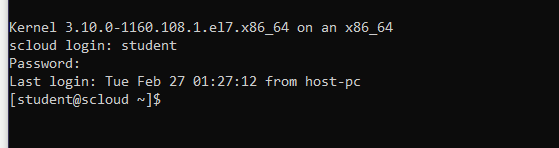 Kernel 3.10.0-1160.108.1.el7.x86_64 on an x86_64
scloud login: student
Password:
Last login: Tue Feb 27 01:27:12 from host-pc
[student@scloud ~]$